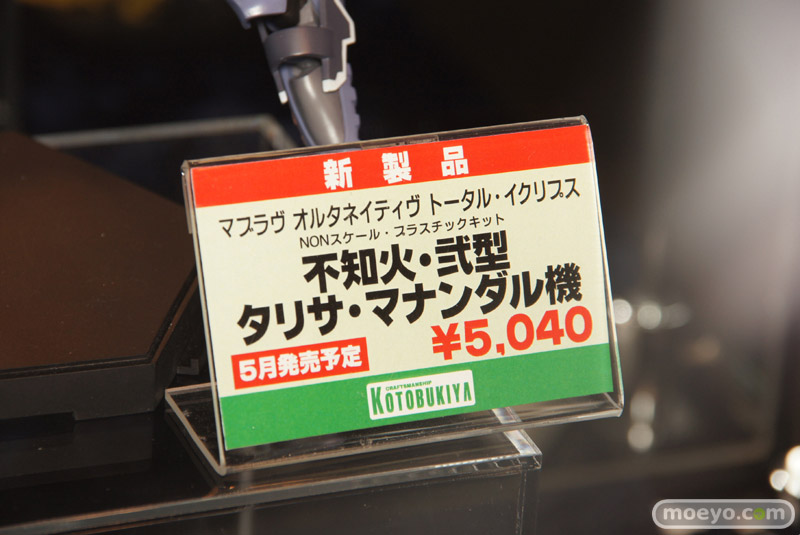 新製品
マブラヴ オルタネイティヴ トータル・イクリプス
NONスケール・プラスチックキット
不知火・弐型
タリサ・マナンダル機
¥5,040
5月発売予定
CRAFTSMANSHIP
KOTOBUKIYA
moeyo.com